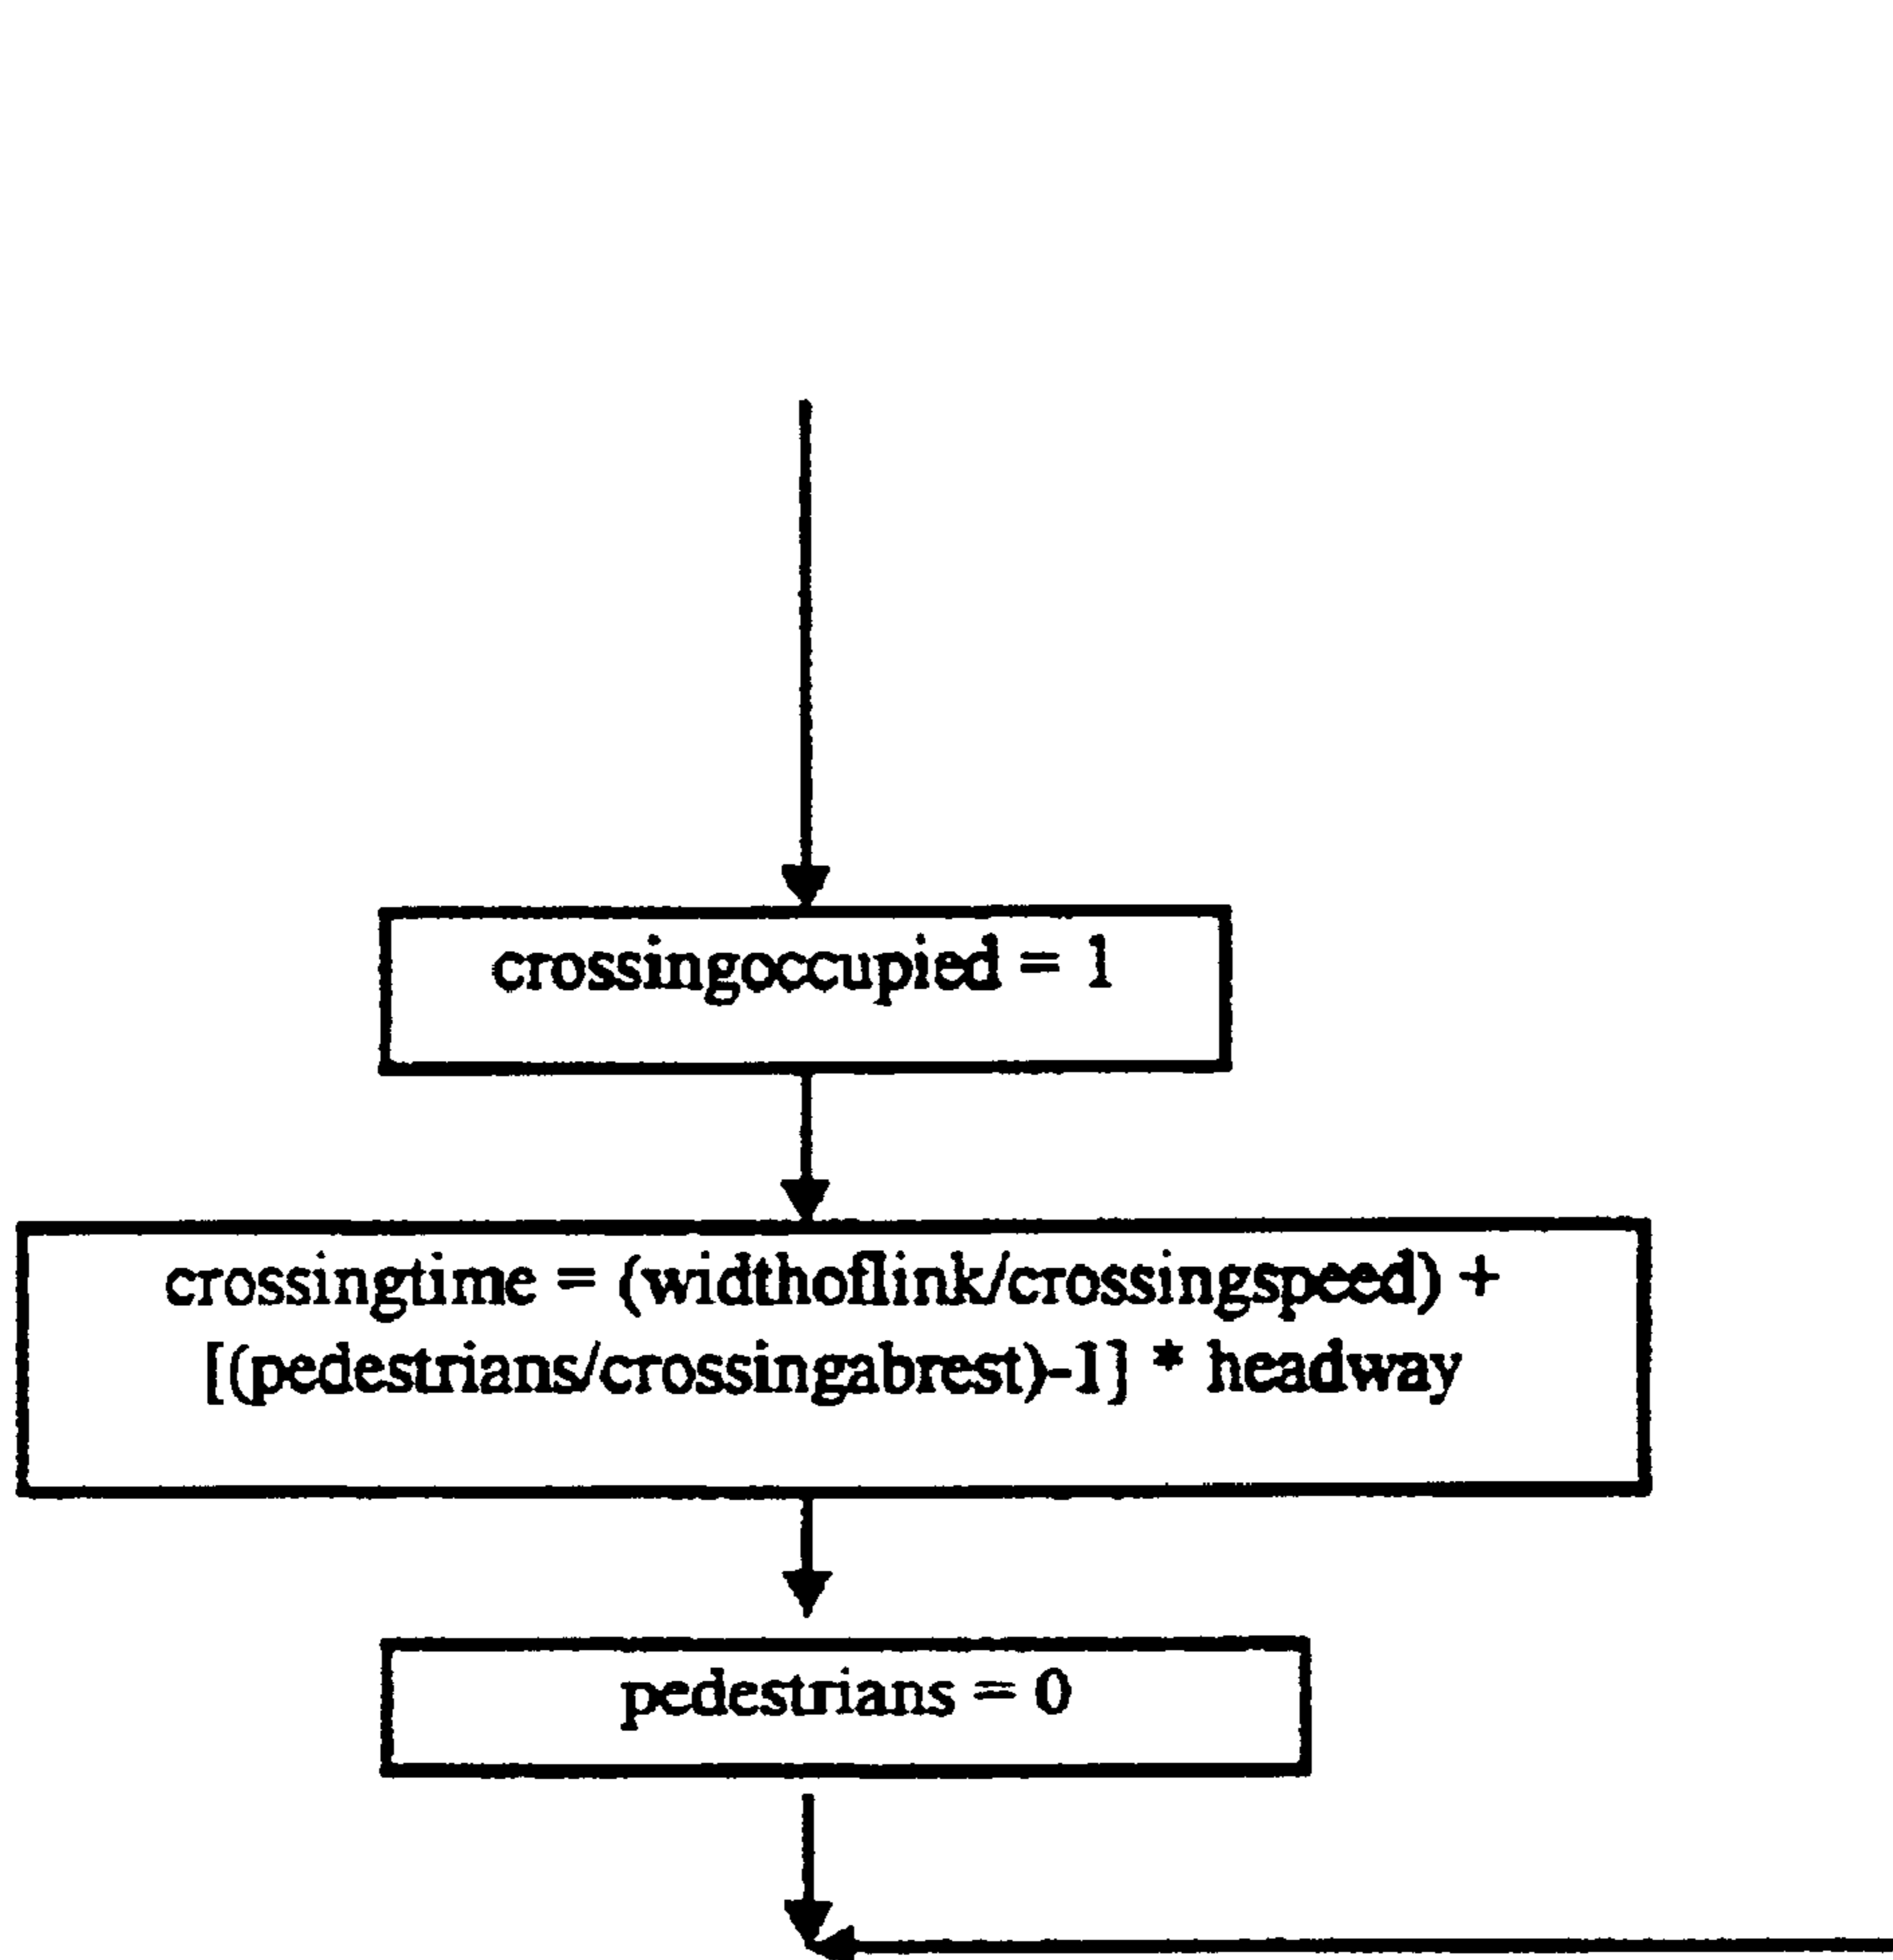 crossingoccupied = 1
crossingtime = (widthoflink/crossingspeed) +
[(pedestrians/crossingabrest)-1] * headway
pedestrians = 0